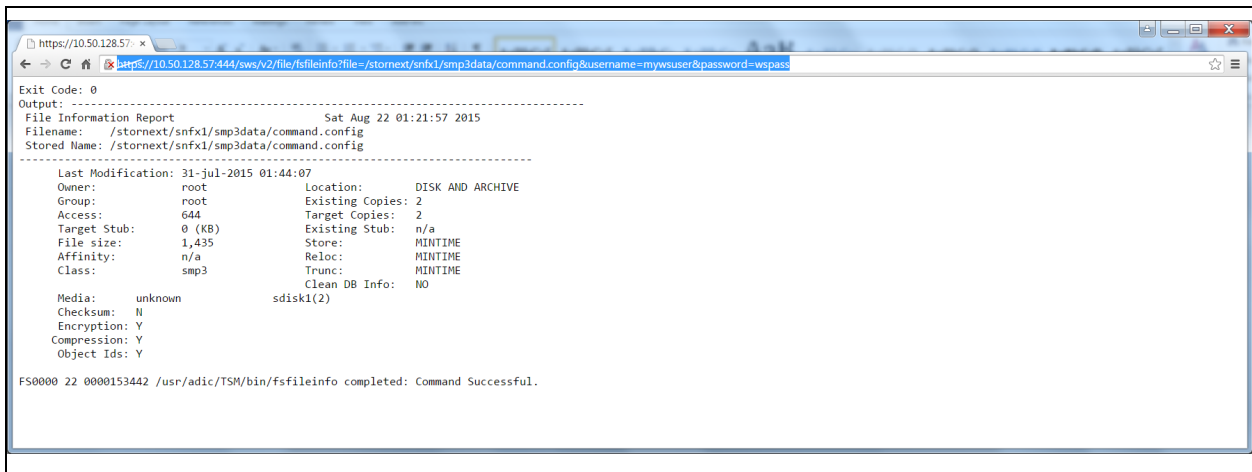 https://10.50.128.57:
https://10.50.128.57:444/sws/v2/file/fsfileinfo?file=/stornext/snfx1/smp3data/command.config&username=mywsuser&password=wspass
Exit Code: 0
Output: -------------------------------------------------------------------------------
File Information Report Sat Aug 22 01:21:57 2015
Filename: /stornext/snfx1/smp3data/command.config
Stored Name: /stornext/snfx1/smp3data/command.config
-------------------------------------------------------------------------------
Last Modification: 31-jul-2015 01:44:07
Owner: root Location: DISK AND ARCHIVE
Group: root Existing Copies: 2
Access: 644 Target Copies: 2
Target Stub: 0 (KB) Existing Stub: n/a
File size: 1,435 Store: MINTIME
Affinity: n/a Reloc: MINTIME
Class: smp3 Trunc: MINTIME
Clean DB Info: NO
Media: unknown sdisk1(2)
Checksum: N
Encryption: Y
Compression: Y
Object Ids: Y
FS0000 22 0000153442 /usr/adic/TSM/bin/fsfileinfo completed: Command Successful.